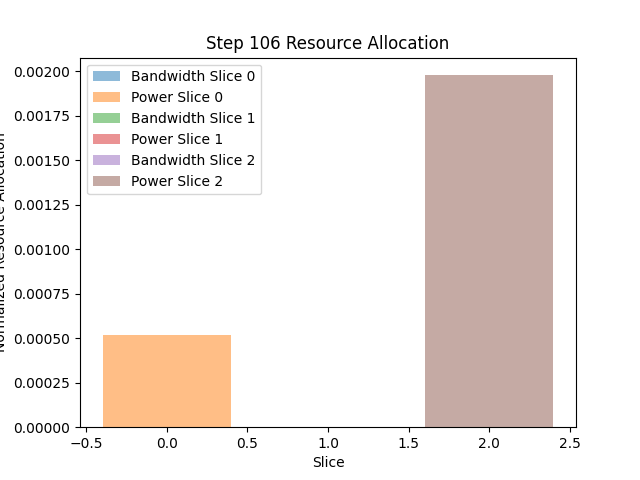 Step 106 Resource Allocation
Bandwidth Slice 0
Power Slice 0
Bandwidth Slice 1
Power Slice 1
Bandwidth Slice 2
Power Slice 2
Normalized Resource Allocation
0.00200
0.00175
0.00150
0.00125
0.00100
0.00075
0.00050
0.00025
0.00000
−0.5 0.0 0.5 1.0 1.5 2.0 2.5
Slice